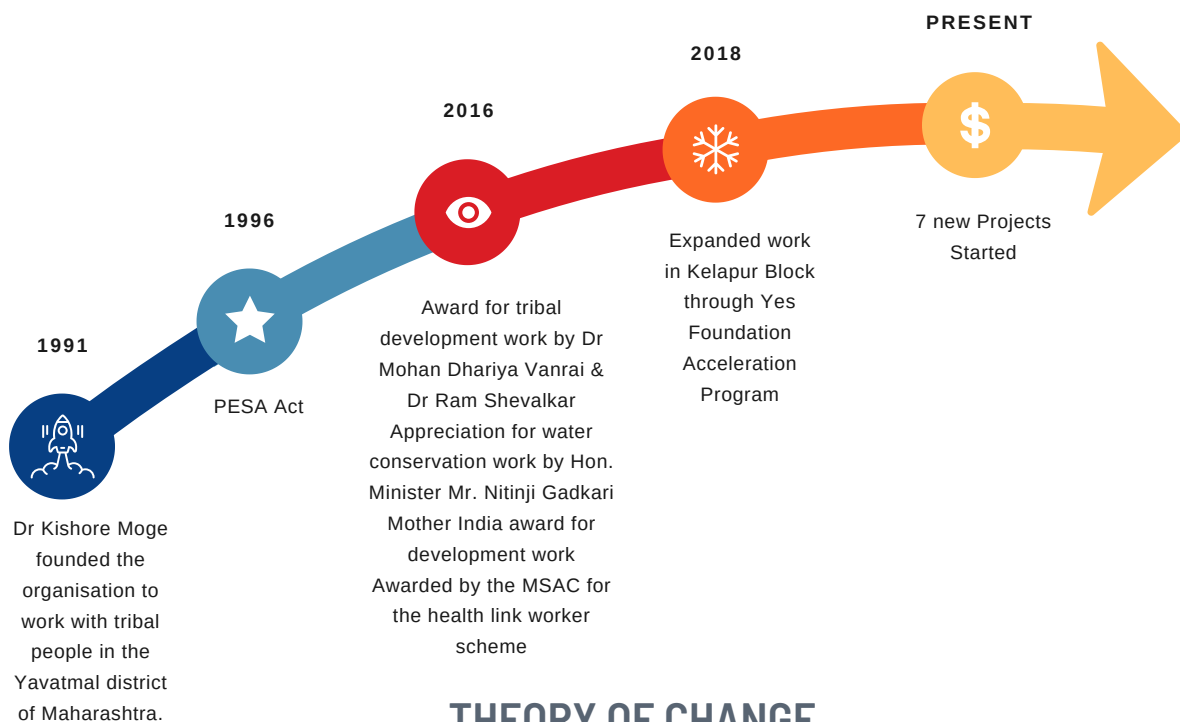 1991
Dr Kishore Moge
founded the
organisation to
work with tribal
people in the
Yavatmal district
of Maharashtra.
1996
PESA Act
2016
Award for tribal
development work by Dr
Mohan Dhariya Vanrai &
Dr Ram Shevalkar
Appreciation for water
conservation work by Hon.
Minister Mr. Nitinji Gadkari
Mother India award for
development work
Awarded by the MSAC for
the health link worker
scheme
2018
Expanded work
in Kelapur Block
through Yes
Foundation
Acceleration
Program
PRESENT
$
7 new Projects
Started
THEORY OF CHANGE